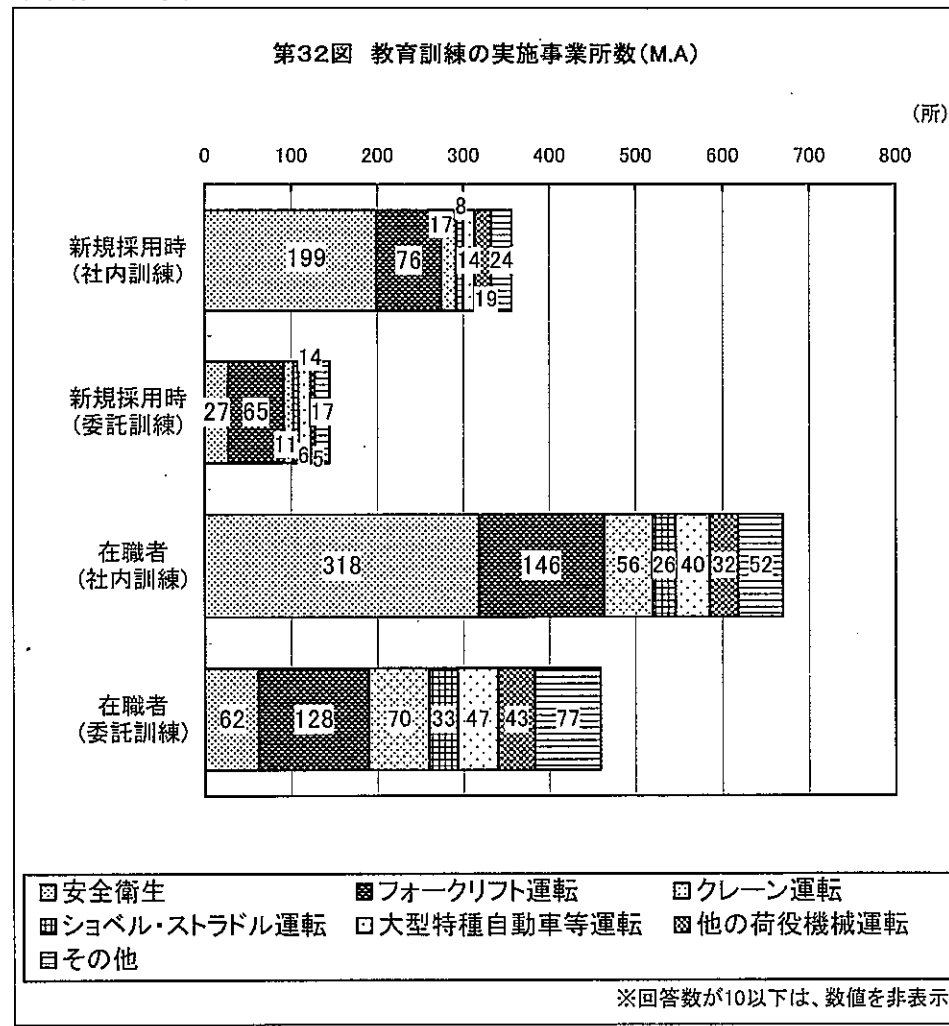 第32図 教育訓練の実施事業所数(M.A)
(所)
0 100 200 300 400 500 600 700 800
新規採用時
(社内訓練)
199 76 17 8 14 19 24
新規採用時
(委託訓練)
27 65 11 6 14 5 17
在職者
(社内訓練)
318 146 56 26 40 32 52
在職者
(委託訓練)
62 128 70 33 47 43 77
安全衛生 フォークリフト運転 クレーン運転
ショベル・ストラドル運転 大型特種自動車等運転 他の荷役機械運転
その他
※回答数が10以下は、数値を非表示